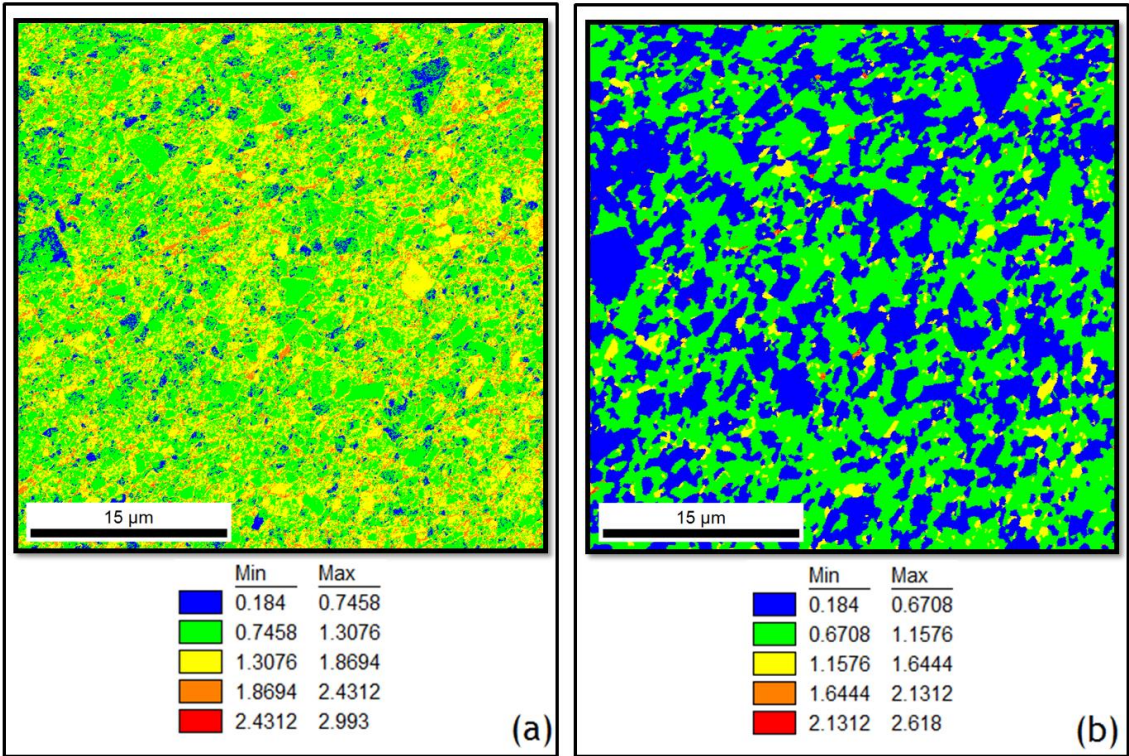 15 µm
Min Max
0.184 0.7458
0.7458 1.3076
1.3076 1.8694
1.8694 2.4312
2.4312 2.993
(a)
15 µm
Min Max
0.184 0.6708
0.6708 1.1576
1.1576 1.6444
1.6444 2.1312
2.1312 2.618
(b)